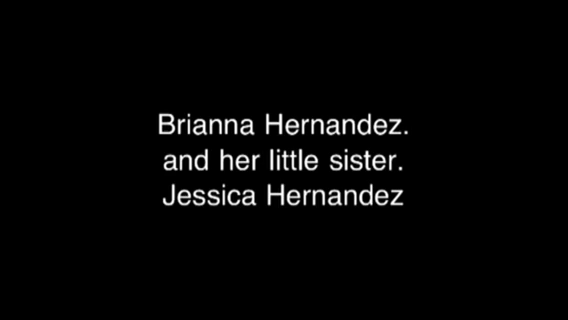 Brianna Hernandez.
and her little sister.
Jessica Hernandez